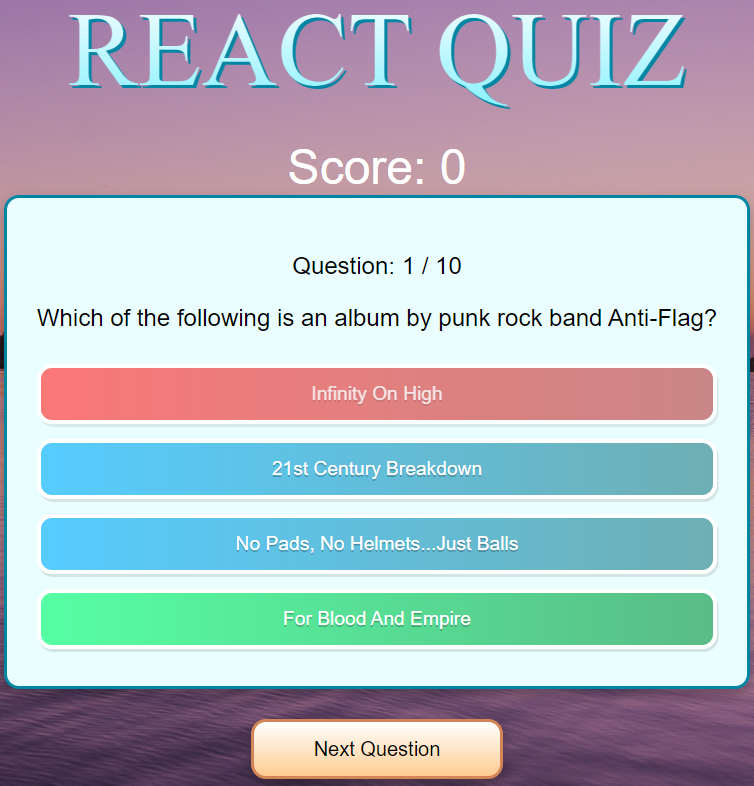 REACT QUIZ
Score: 0
Question: 1 / 10
Which of the following is an album by punk rock band Anti-Flag?
Infinity On High
21st Century Breakdown
No Pads, No Helmets...Just Balls
For Blood And Empire
Next Question